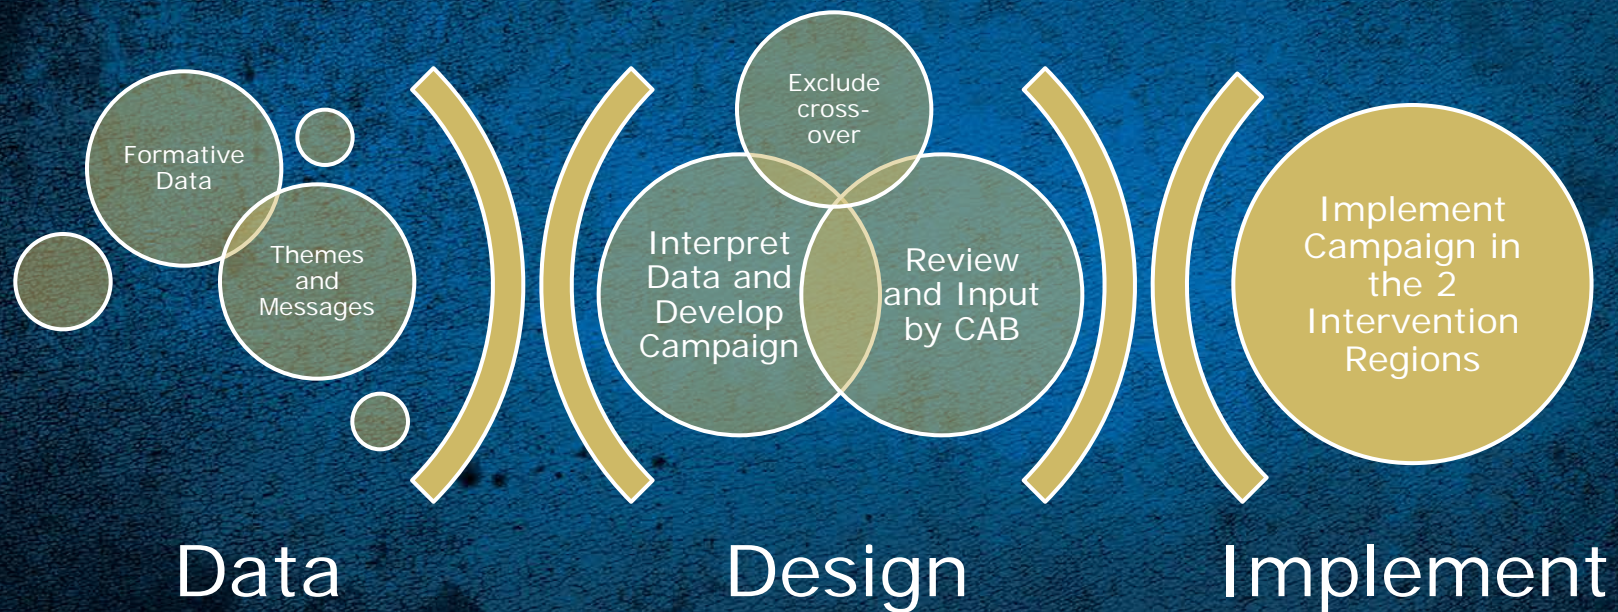 Formative
Data
Themes
and
Messages
Exclude
cross-
over
Interpret
Data and
Develop
Campaign
Review
and Input
by CAB
Implement
Campaign in
the 2
Intervention
Regions
Data
Design
Implement